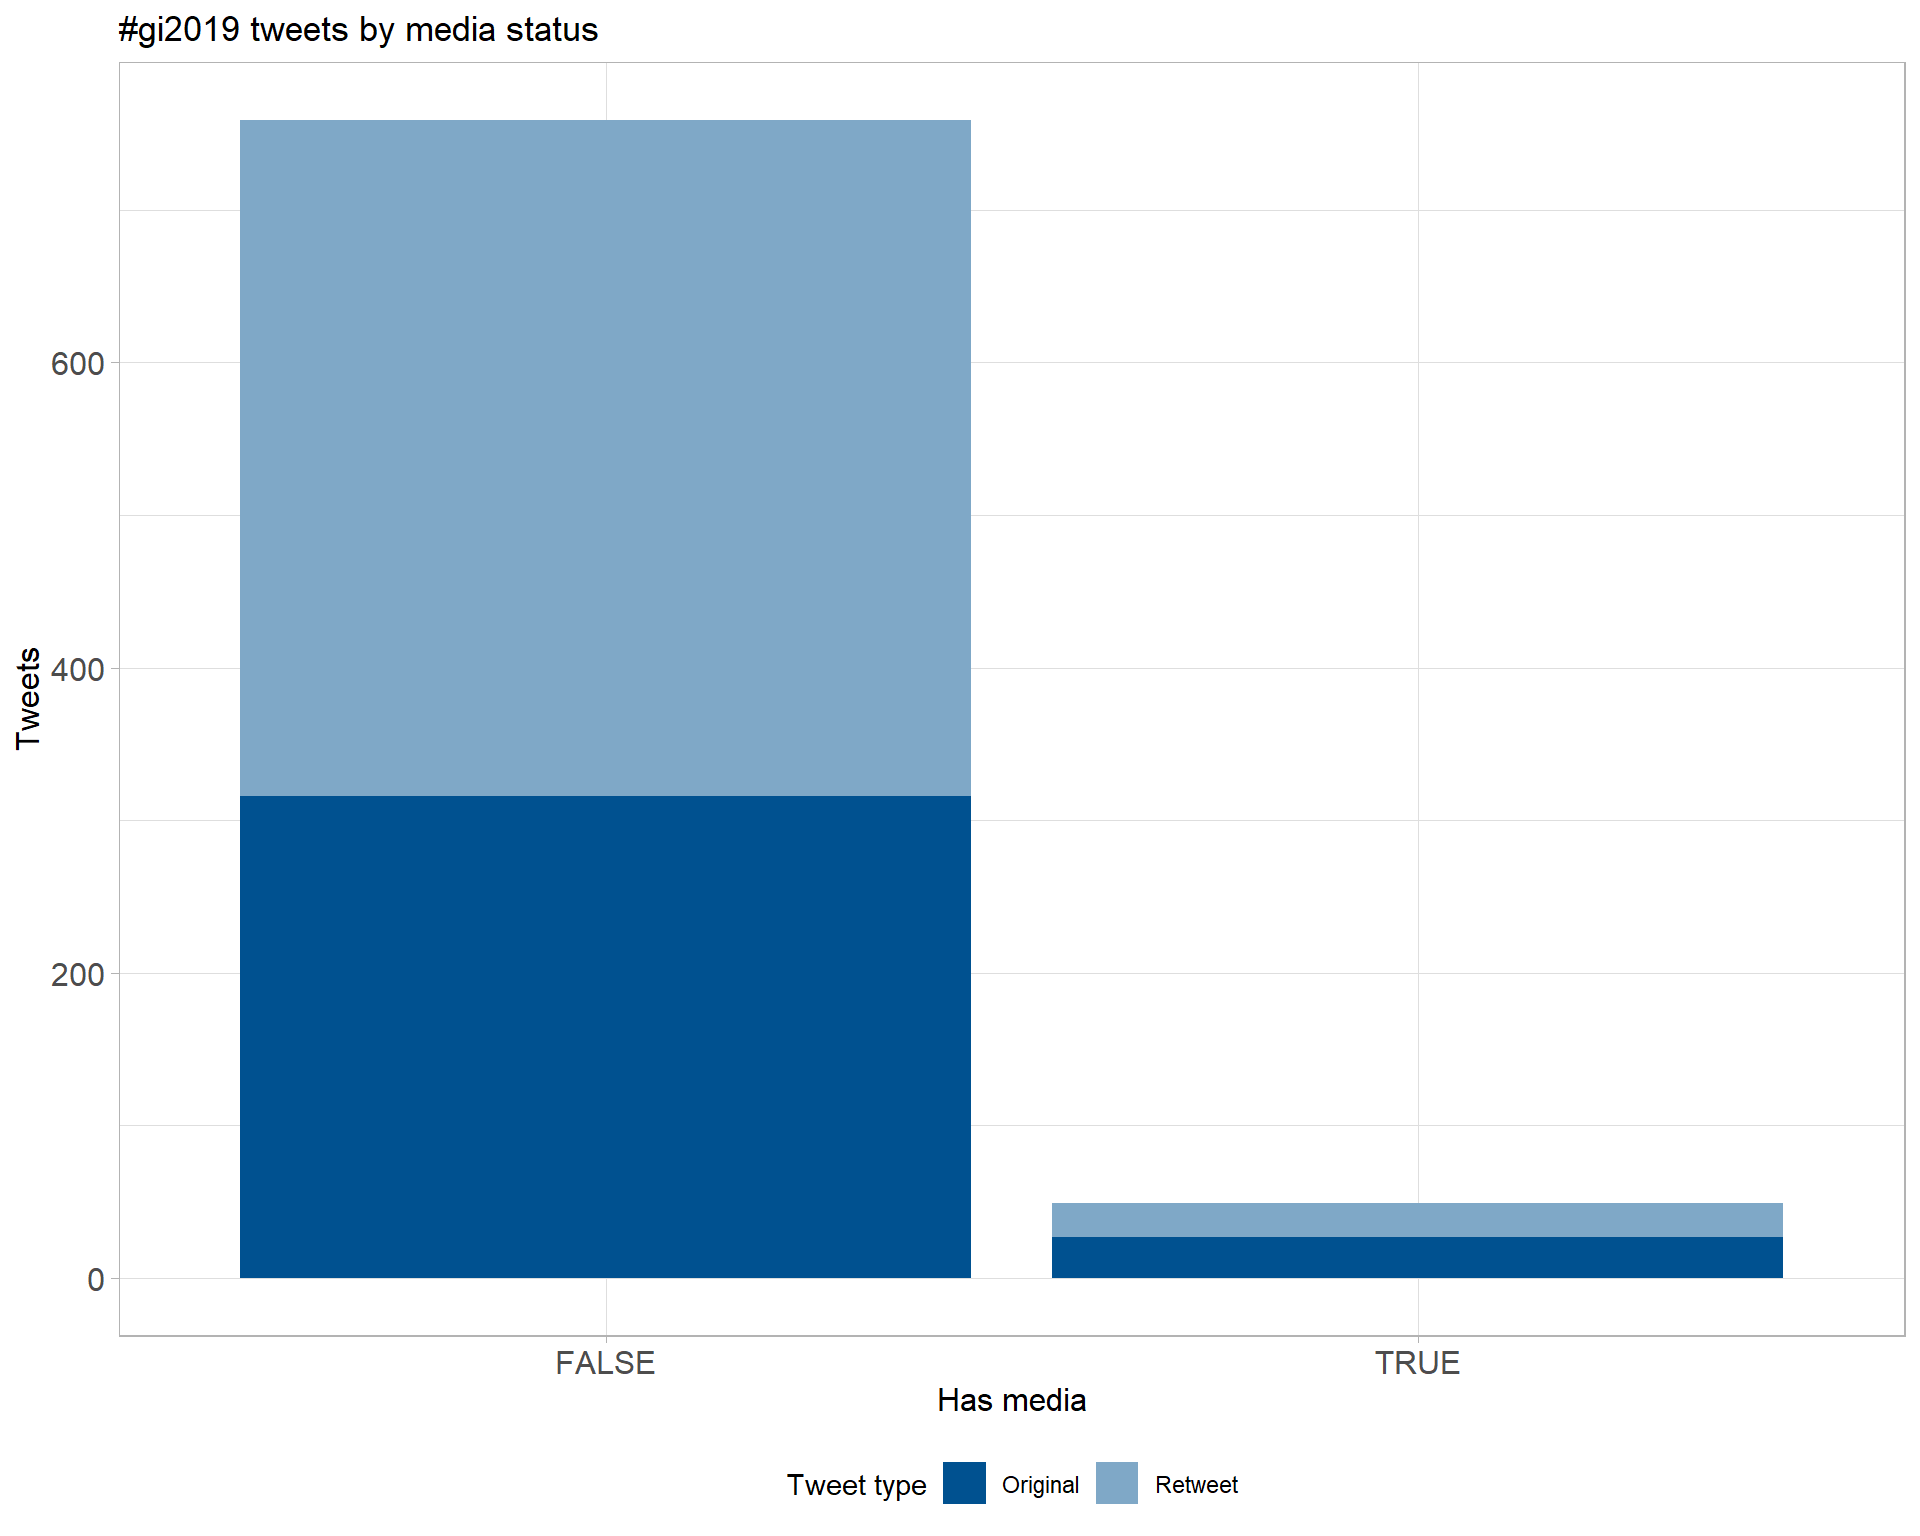 #gi2019 tweets by media status
600
400
200
0
Tweets
FALSE
TRUE
Has media
Tweet type
Original
Retweet